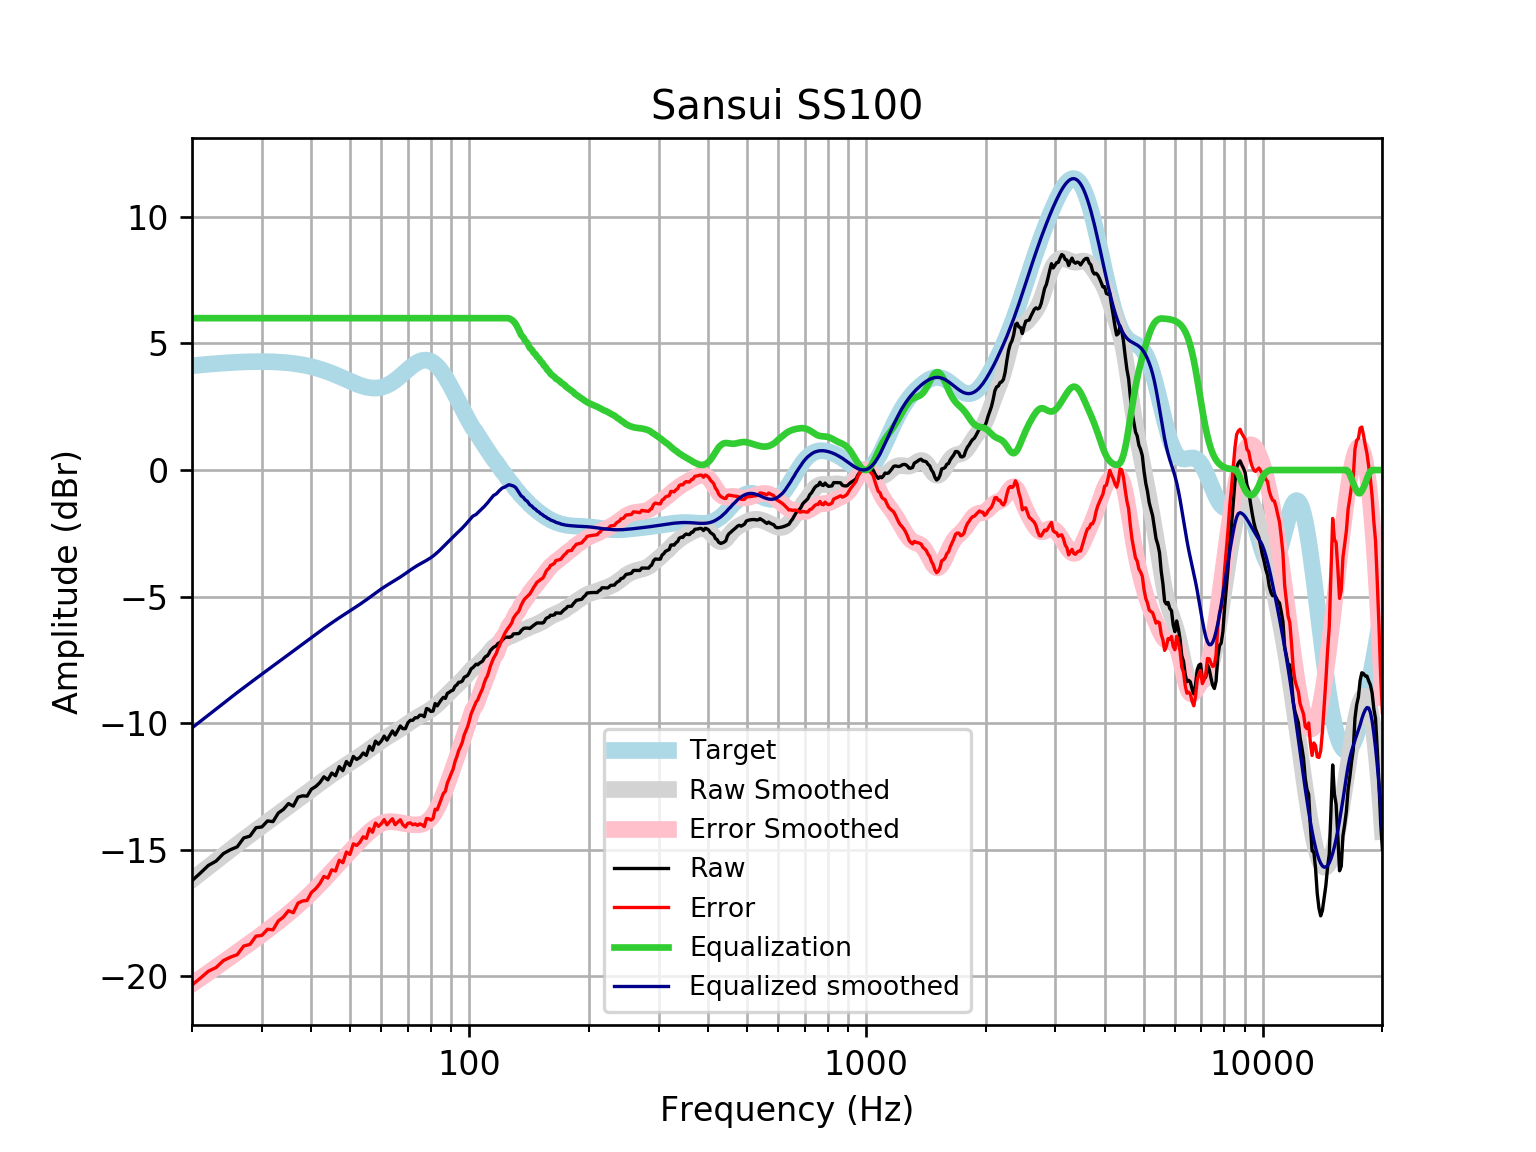 Sansui SS100
10
5
0
−5
−10
−15
−20
Amplitude (dBr)
Target
Raw Smoothed
Error Smoothed
Raw
Error
Equalization
Equalized smoothed
100
1000
10000
Frequency (Hz)